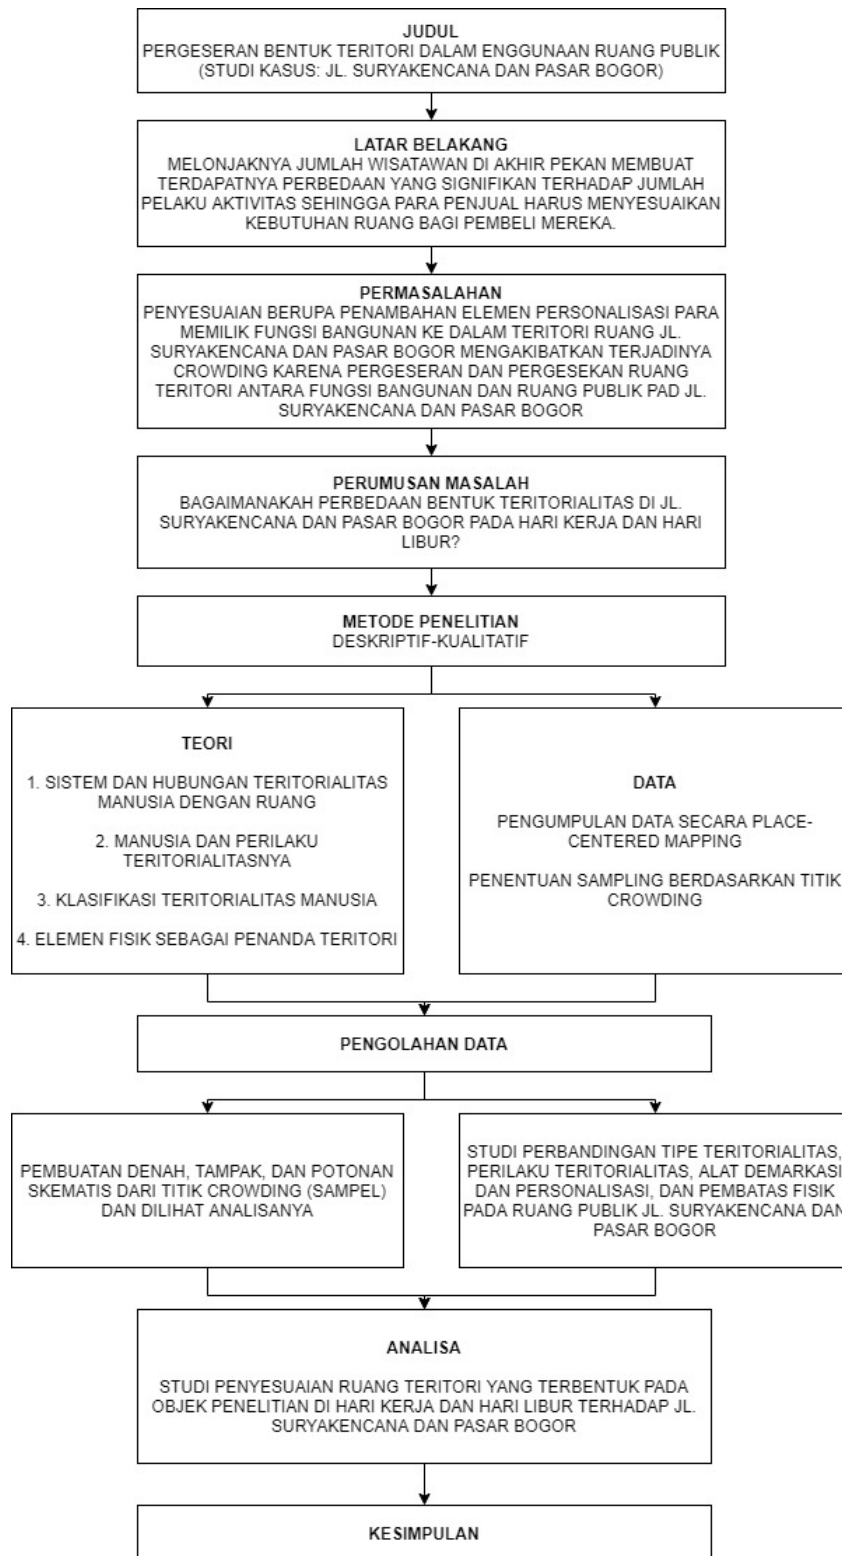 JUDUL
PERGESERAN BENTUK TERITORI DALAM ENGGUNAAN RUANG PUBLIK
(STUDI KASUS: JL. SURYAKENCANA DAN PASAR BOGOR)
LATAR BELAKANG
MELONJAKNYA JUMLAH WISATAWAN DI AKHIR PEKAN MEMBUAT
TERDAPATNYA PERBEDAAN YANG SIGNIFIKAN TERHADAP JUMLAH
PELAKU AKTIVITAS SEHINGGA PARA PENJUAL HARUS MENYESUAIKAN
KEBUTUHAN RUANG BAGI PEMBELI MEREKA.
PERMASALAHAN
PENYESUAIAN BERUPA PENAMBAHAN ELEMEN PERSONALISASI PARA
MEMILIK FUNGSI BANGUNAN KE DALAM TERITORI RUANG JL.
SURYAKENCANA DAN PASAR BOGOR MENGAKIBATKAN TERJADINYA
CROWDING KARENA PERGESERAN DAN PERGESEKAN RUANG
TERITORI ANTARA FUNGSI BANGUNAN DAN RUANG PUBLIK PAD JL.
SURYAKENCANA DAN PASAR BOGOR
PERUMUSAN MASALAH
BAGAIMANAKAH PERBEDAAN BENTUK TERITORIALITAS DI JL.
SURYAKENCANA DAN PASAR BOGOR PADA HARI KERJA DAN HARI
LIBUR?
METODE PENELITIAN
DESKRIPTIF-KUALITATIF
TEORI
1. SISTEM DAN HUBUNGAN TERITORIALITAS
MANUSIA DENGAN RUANG
2. MANUSIA DAN PERILAKU
TERITORIALITASNYA
3. KLASIFIKASI TERITORIALITAS MANUSIA
4. ELEMEN FISIK SEBAGAI PENANDA TERITORI
DATA
PENGUMPULAN DATA SECARA PLACE-
CENTERED MAPPING
PENENTUAN SAMPLING BERDASARKAN TITIK
CROWDING
PENGOLAHAN DATA
PEMBUATAN DENAH, TAMPAK, DAN POTONAN
SKEMATIS DARI TITIK CROWDING (SAMPEL)
DAN DILIHAT ANALISANYA
STUDI PERBANDINGAN TIPE TERITORIALITAS,
PERILAKU TERITORIALITAS, ALAT DEMARKASI
DAN PERSONALISASI, DAN PEMBATAS FISIK
PADA RUANG PUBLIK JL. SURYAKENCANA DAN
PASAR BOGOR
ANALISA
STUDI PENYESUAIAN RUANG TERITORI YANG TERBENTUK PADA
OBJEK PENELITIAN DI HARI KERJA DAN HARI LIBUR TERHADAP JL.
SURYAKENCANA DAN PASAR BOGOR
KESIMPULAN